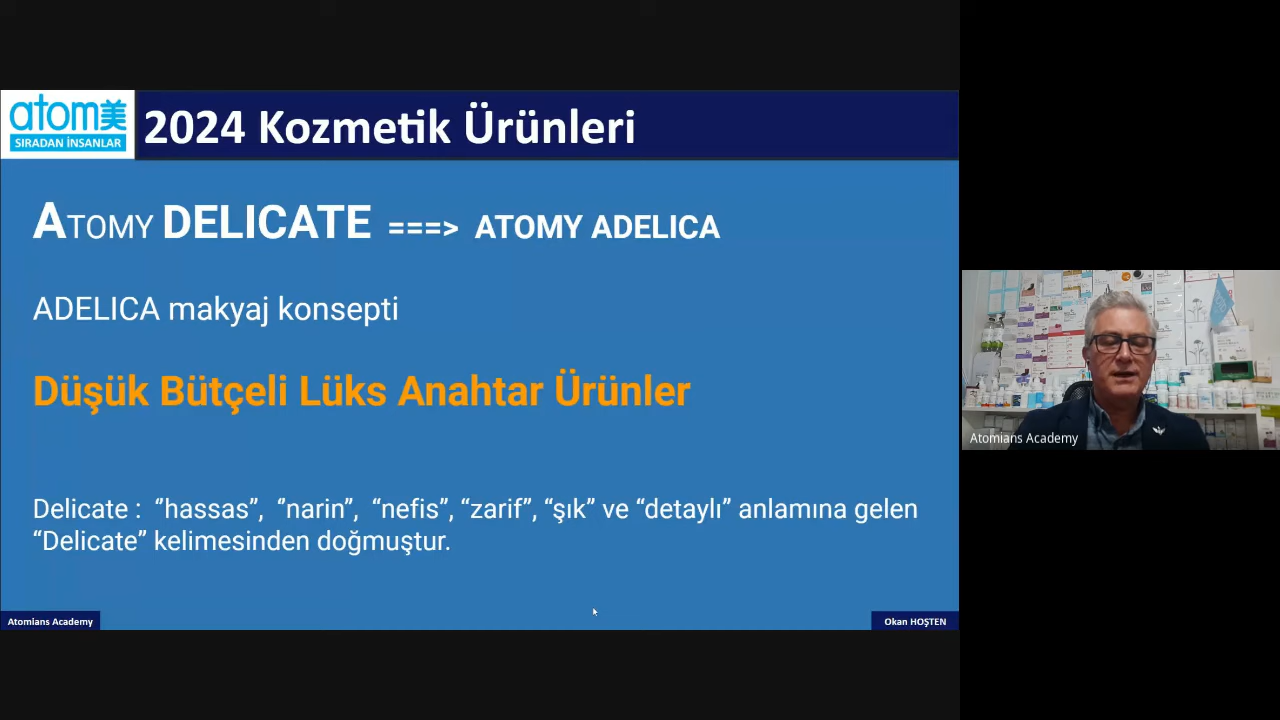 atom美
SIRADAN İNSANLAR
2024 Kozmetik Ürünleri
ATOMY DELICATE ===> ATOMY ADELICA
ADELICA makyaj konsepti
Düşük Bütçeli Lüks Anahtar Ürünler
Delicate : “hassas”, “narin”, “nefis”, “zarif”, “şık” ve “detaylı” anlamına gelen
“Delicate” kelimesinden doğmuştur.
Atomians Academy
Okan HOŞTEN
Atomians Academy